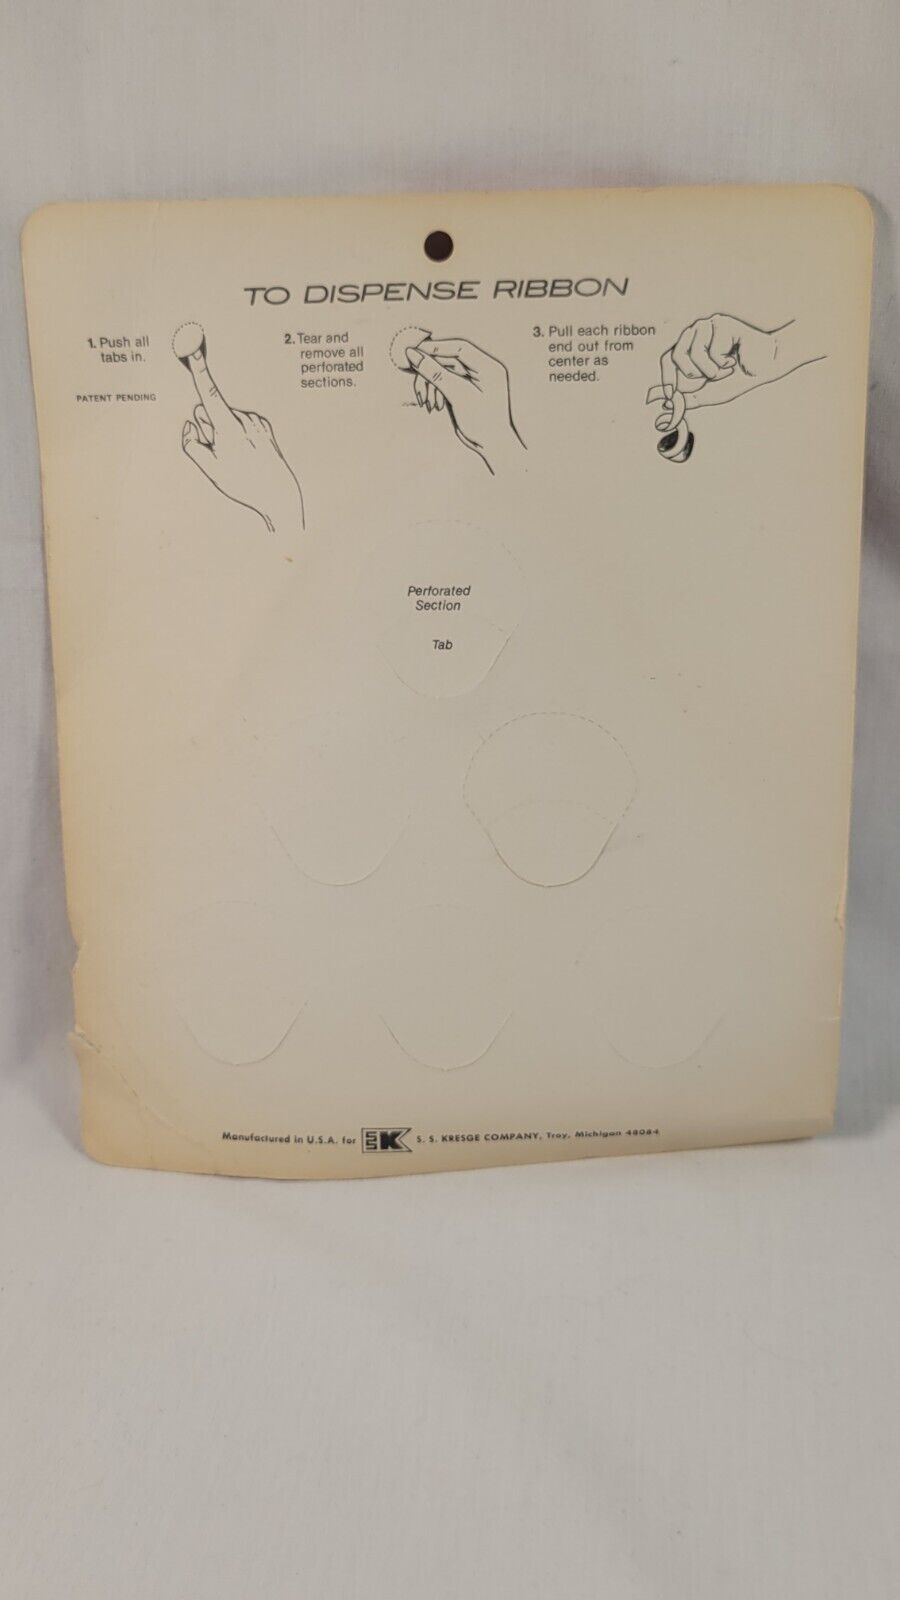 TO DISPENSE RIBBON
1. Push all
tabs in.
PATENT PENDING
2. Tear and
remove all
perforated
sections.
3. Pull each ribbon
end out from
center as
needed.
Perforated
Section
Tab
Manufactured in U.S.A. for SSK S. S. KRESGE COMPANY, Troy, Michigan 48084